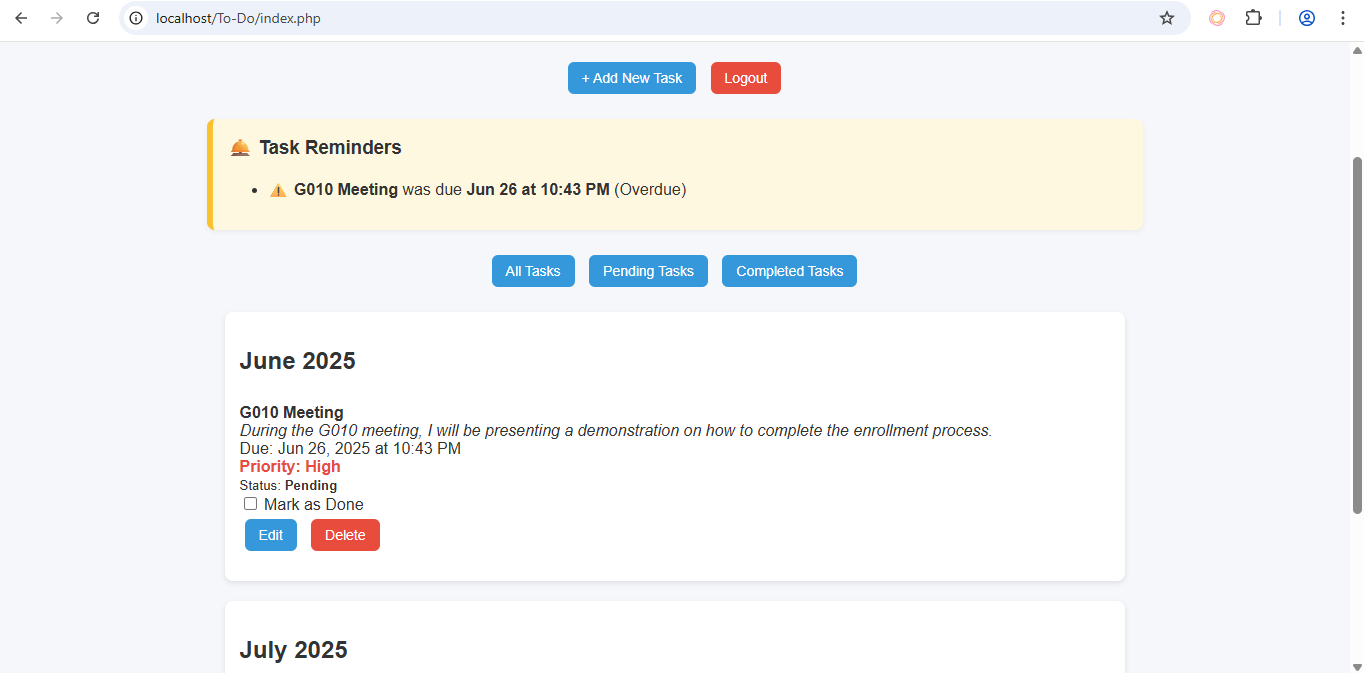 localhost/To-Do/index.php
+ Add New Task Logout
Task Reminders
G010 Meeting was due Jun 26 at 10:43 PM (Overdue)
All Tasks Pending Tasks Completed Tasks
June 2025
G010 Meeting
During the G010 meeting, I will be presenting a demonstration on how to complete the enrollment process.
Due: Jun 26, 2025 at 10:43 PM
Priority: High
Status: Pending
Mark as Done
Edit Delete
July 2025